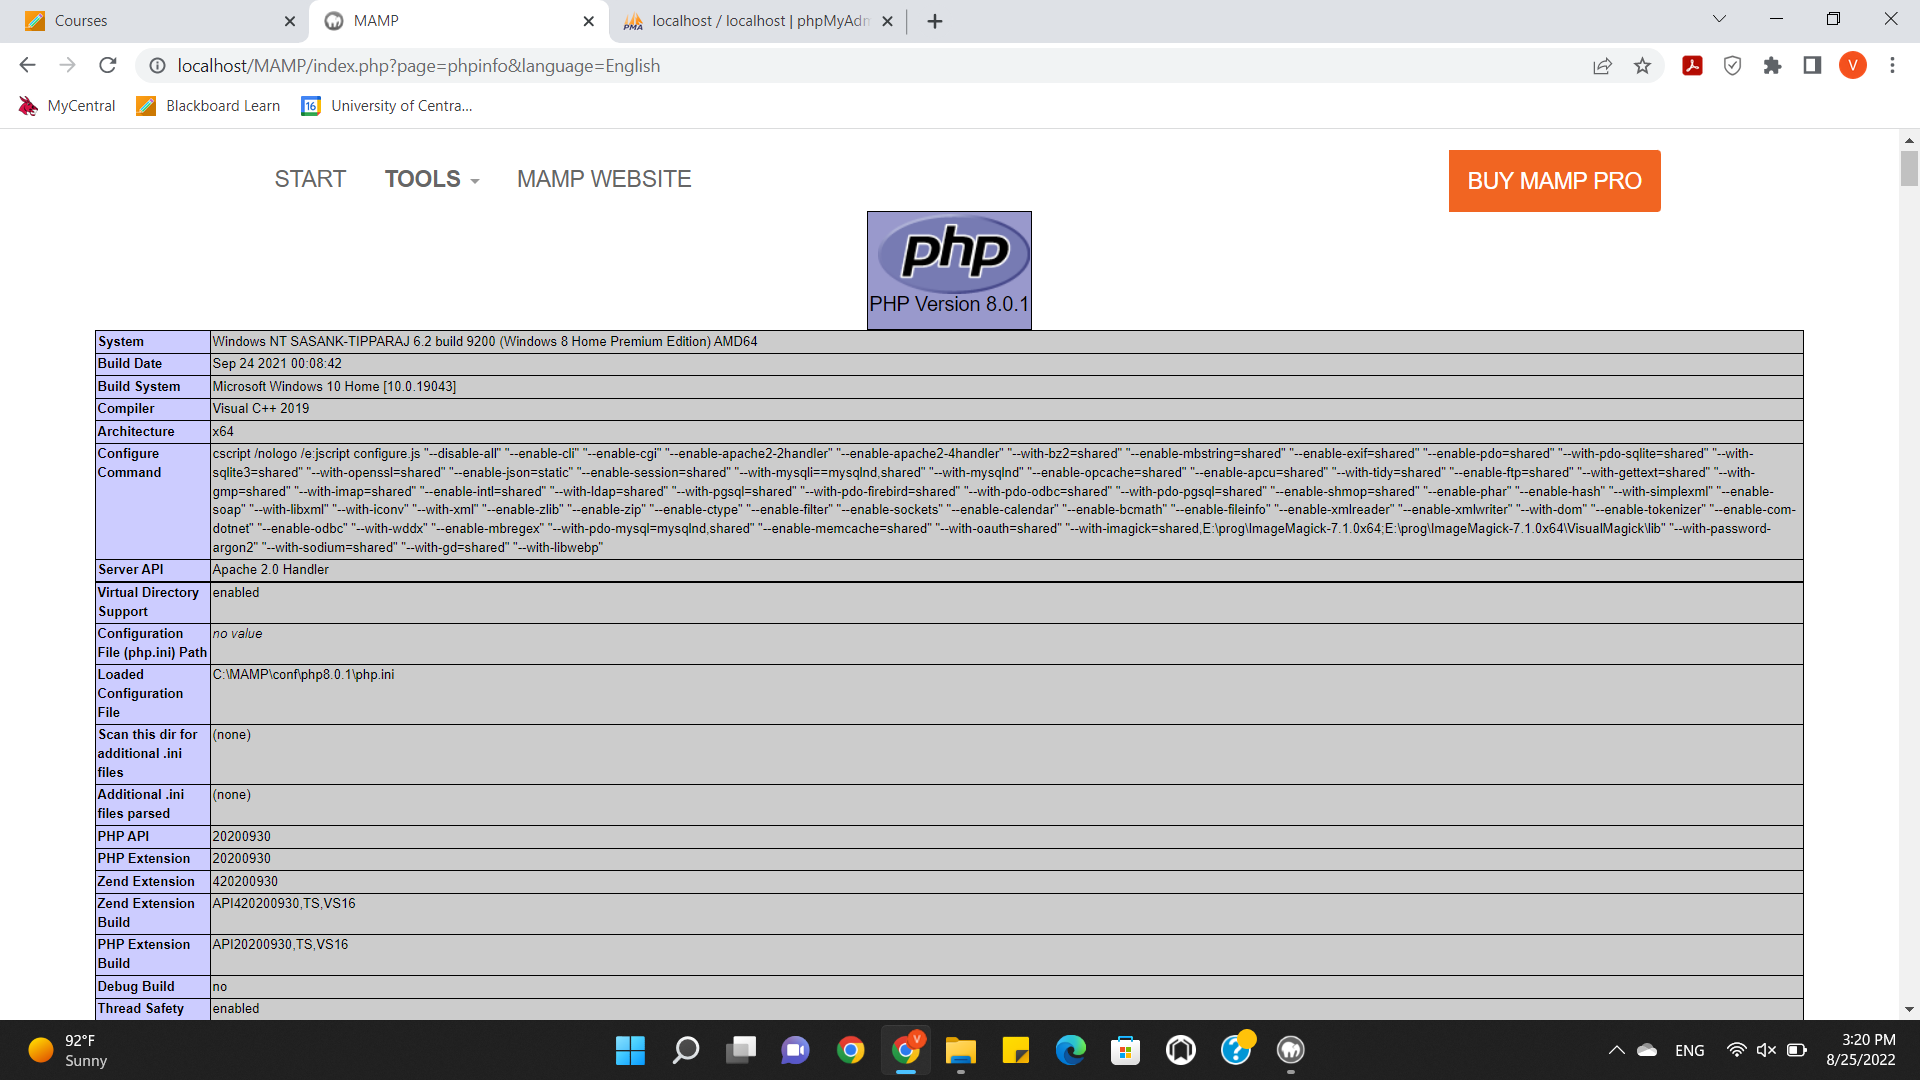 Courses
MAMP
localhost / localhost | phpMyAdm
localhost/MAMP/index.php?page=phpinfo&language=English
V
MyCentral
Blackboard Learn
16
University of Centra...
START
TOOLS
MAMP WEBSITE
BUY MAMP PRO
php
PHP Version 8.0.1
System
Windows NT SASANK-TIPPARAJ 6.2 build 9200 (Windows 8 Home Premium Edition) AMD64
Build Date
Sep 24 2021 00:08:42
Build System
Microsoft Windows 10 Home [10.0.19043]
Compiler
Visual C++ 2019
Architecture
x64
Configure
Command
cscript /nologo /e:jscript configure.js "--disable-all" "--enable-cli" "--enable-cgi" "--enable-apache2-2handler" "--enable-apache2-4handler" "--with-bz2=shared" "--enable-mbstring=shared" "--enable-exif=shared" "--enable-pdo=shared" "--with-pdo-sqlite=shared" "--with-
sqlite3=shared" "--with-openssl=shared" "--enable-json=static" "--enable-session=shared" "--with-mysqli==mysqlnd,shared" "--with-mysqlnd" "--enable-opcache=shared" "--enable-apcu=shared" "--with-tidy=shared" "--enable-ftp=shared" "--with-gettext=shared" "--with-
gmp=shared" "--with-imap=shared" "--enable-intl=shared" "--with-ldap=shared" "--with-pgsql=shared" "--with-pdo-firebird=shared" "--with-pdo-odbc=shared" "--with-pdo-pgsql=shared" "--enable-shmop=shared" "--enable-phar" "--enable-hash" "--with-simplexml" "--enable-
soap" "--with-libxml" "--with-iconv" "--with-xml" "--enable-zlib" "--enable-zip" "--enable-ctype" "--enable-filter" "--enable-sockets" "--enable-calendar" "--enable-bcmath" "--enable-fileinfo" "--enable-xmlreader" "--enable-xmlwriter" "--with-dom" "--enable-tokenizer" "--enable-com-
dotnet" "--enable-odbc" "--with-wddx" "--enable-mbregex" "--with-pdo-mysql=mysqlnd,shared" "--enable-memcache=shared" "--with-oauth=shared" "--with-imagick=shared,E:\prog\ImageMagick-7.1.0x64;E:\prog\ImageMagick-7.1.0x64\VisualMagick\lib" "--with-password-
argon2" "--with-sodium=shared" "--with-gd=shared" "--with-libwebp"
Server API
Apache 2.0 Handler
Virtual Directory
Support
enabled
Configuration
File (php.ini) Path
no value
Loaded
Configuration
File
C:\MAMP\conf\php8.0.1\php.ini
Scan this dir for
additional .ini
files
(none)
Additional .ini
files parsed
(none)
PHP API
20200930
PHP Extension
20200930
Zend Extension
420200930
Zend Extension
Build
API420200930,TS,VS16
PHP Extension
Build
API20200930,TS,VS16
Debug Build
no
Thread Safety
enabled
92°F
Sunny
V
ENG
3:20 PM
8/25/2022
PMA